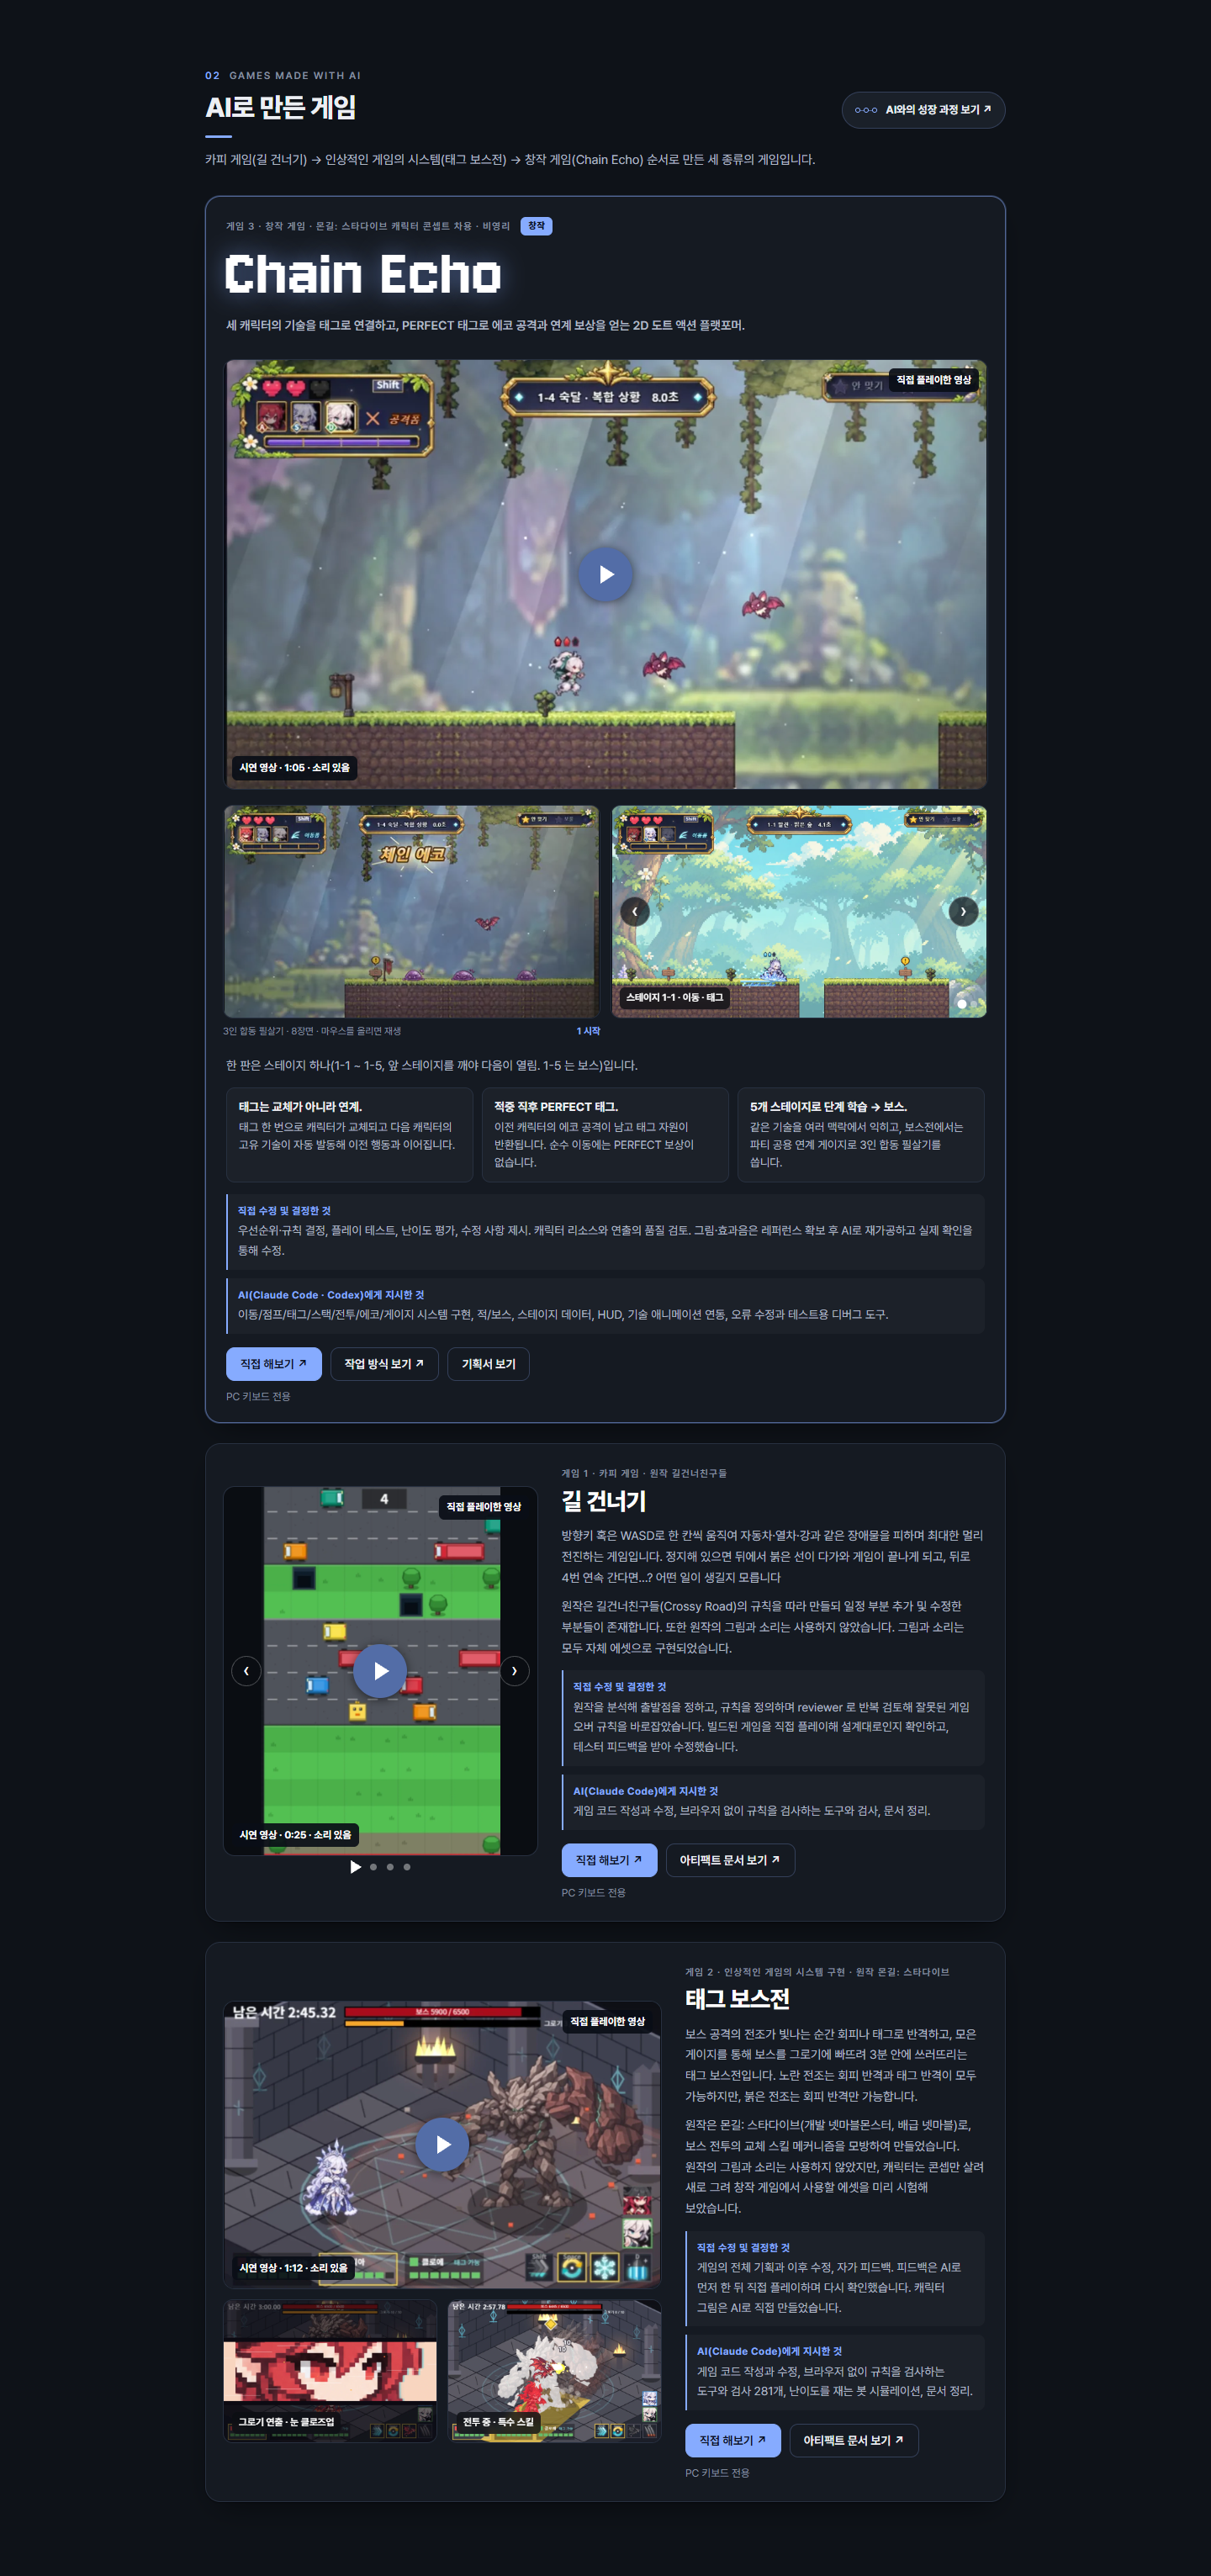 02 GAMES MADE WITH AI
AI로 만든 게임
AI와의 성장 과정 보기 ↗
카피 게임(길 건너기) → 인상적인 게임의 시스템(태그 보스전) → 창작 게임(Chain Echo) 순서로 만든 세 종류의 게임입니다.
게임 3 · 창작 게임 · 몬길: 스타다이브 캐릭터 콘셉트 차용 · 비영리 창작
Chain Echo
세 캐릭터의 기술을 태그로 연결하고, PERFECT 태그로 에코 공격과 연계 보상을 얻는 2D 도트 액션 플랫포머.
Shift
공격폼
1-4 숙달 · 복합 상황 8.0초
안 맞기
직접 플레이한 영상
시연 영상 · 1:05 · 소리 있음
Shift
이동폼
1-4 숙달 · 복합 상황 8.0초
안 맞기
체인 에코
1-1 발견 · 맑은 숲 4.1초
안 맞기
스테이지 1-1 · 이동 · 태그
3인 합동 필살기 · 8장면 · 마우스를 올리면 재생
1 시작
한 판은 스테이지 하나(1-1 ~ 1-5, 앞 스테이지를 깨야 다음이 열림. 1-5 는 보스)입니다.
태그는 교체가 아니라 연계.
태그 한 번으로 캐릭터가 교체되고 다음 캐릭터의
고유 기술이 자동 발동해 이전 행동과 이어집니다.
적중 직후 PERFECT 태그.
이전 캐릭터의 에코 공격이 남고 태그 자원이
반환됩니다. 순수 이동에는 PERFECT 보상이
없습니다.
5개 스테이지로 단계 학습 → 보스.
같은 기술을 여러 맥락에서 익히고, 보스전에서는
파티 공용 연계 게이지로 3인 합동 필살기를
씁니다.
직접 수정 및 결정한 것
우선순위·규칙 결정, 플레이 테스트, 난이도 평가, 수정 사항 제시. 캐릭터 리소스와 연출의 품질 검토. 그림·효과음은 레퍼런스 확보 후 AI로 재가공하고 실제 확인을
통해 수정.
AI(Claude Code · Codex)에게 지시한 것
이동/점프/태그/스택/전투/에코/게이지 시스템 구현, 적/보스, 스테이지 데이터, HUD, 기술 애니메이션 연동, 오류 수정과 테스트용 디버그 도구.
직접 해보기 ↗
작업 방식 보기 ↗
기획서 보기
PC 키보드 전용
4
직접 플레이한 영상
시연 영상 · 0:25 · 소리 있음
게임 1 · 카피 게임 · 원작 길건너친구들
길 건너기
방향키 혹은 WASD로 한 칸씩 움직여 자동차·열차·강과 같은 장애물을 피하며 최대한 멀리
전진하는 게임입니다. 정지해 있으면 뒤에서 붉은 선이 다가와 게임이 끝나게 되고, 뒤로
4번 연속 간다면...? 어떤 일이 생길지 모릅니다
원작은 길건너친구들(Crossy Road)의 규칙을 따라 만들되 일정 부분 추가 및 수정한
부분들이 존재합니다. 또한 원작의 그림과 소리는 사용하지 않았습니다. 그림과 소리는
모두 자체 에셋으로 구현되었습니다.
직접 수정 및 결정한 것
원작을 분석해 출발점을 정하고, 규칙을 정의하며 reviewer 로 반복 검토해 잘못된 게임
오버 규칙을 바로잡았습니다. 빌드된 게임을 직접 플레이해 설계대로인지 확인하고,
테스터 피드백을 받아 수정했습니다.
AI(Claude Code)에게 지시한 것
게임 코드 작성과 수정, 브라우저 없이 규칙을 검사하는 도구와 검사, 문서 정리.
직접 해보기 ↗
아티팩트 문서 보기 ↗
PC 키보드 전용
남은 시간 2:45.32
보스 5900 / 6500
그로기
직접 플레이한 영상
클로에
시연 영상 · 1:12 · 소리 있음
남은 시간 3:00.00
그로기 연출 · 눈 클로즈업
남은 시간 2:57.78
전투 중 · 특수 스킬
게임 2 · 인상적인 게임의 시스템 구현 · 원작 몬길: 스타다이브
태그 보스전
보스 공격의 전조가 빛나는 순간 회피나 태그로 반격하고, 모은
게이지를 통해 보스를 그로기에 빠뜨려 3분 안에 쓰러뜨리는
태그 보스전입니다. 노란 전조는 회피 반격과 태그 반격이 모두
가능하지만, 붉은 전조는 회피 반격만 가능합니다.
원작은 몬길: 스타다이브(개발 넷마블몬스터, 배급 넷마블)로,
보스 전투의 교체 스킬 메커니즘을 모방하여 만들었습니다.
원작의 그림과 소리는 사용하지 않았지만, 캐릭터는 콘셉만 살려
새로 그려 창작 게임에서 사용할 에셋을 미리 시험해
보았습니다.
직접 수정 및 결정한 것
게임의 전체 기획과 이후 수정, 자가 피드백. 피드백은 AI로
먼저 한 뒤 직접 플레이하며 다시 확인했습니다. 캐릭터
그림은 AI로 직접 만들었습니다.
AI(Claude Code)에게 지시한 것
게임 코드 작성과 수정, 브라우저 없이 규칙을 검사하는
도구와 검사 281개, 난이도를 재는 봇 시뮬레이션, 문서 정리.
직접 해보기 ↗
아티팩트 문서 보기 ↗
PC 키보드 전용